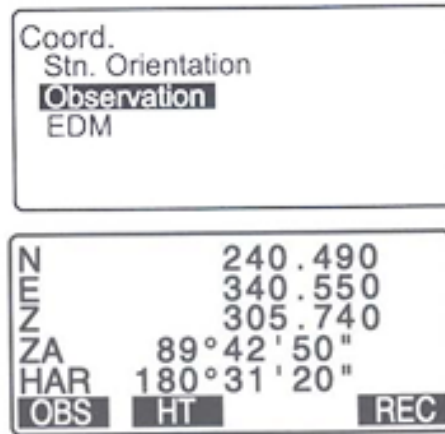 Coord.
Stn. Orientation
Observation
EDM
N 240.490
E 340.550
Z 305.740
ZA 89°42'50"
HAR 180°31'20"
OBS HT REC